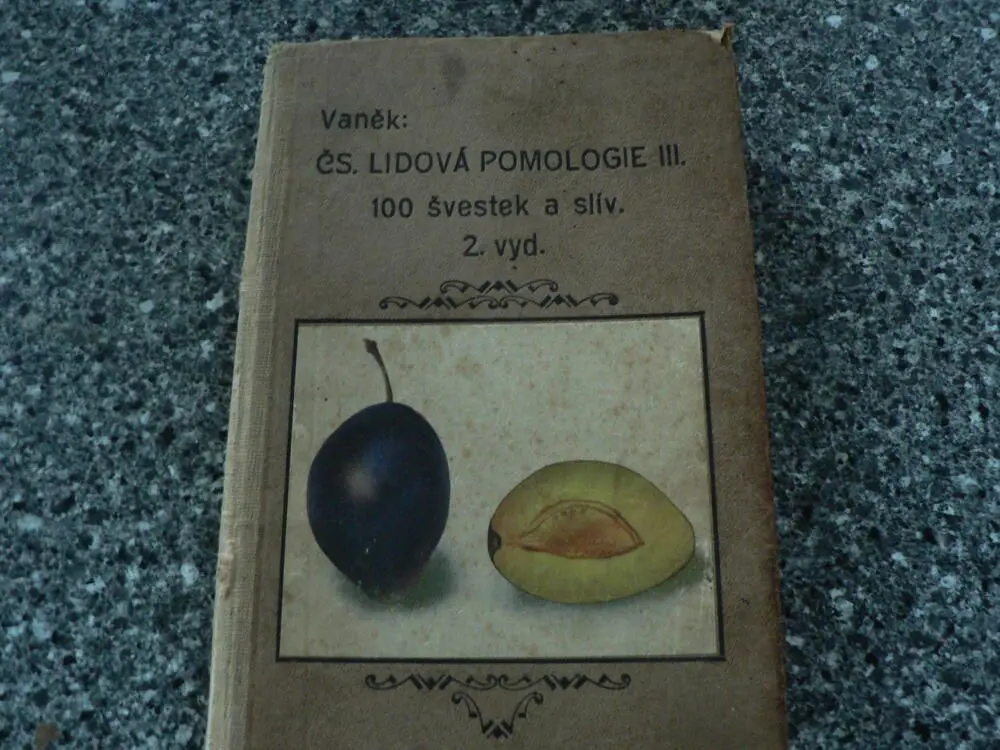 Vaněk:
ČS. LIDOVÁ POMOLOGIE III.
100 švestek a slív.
2. vyd.